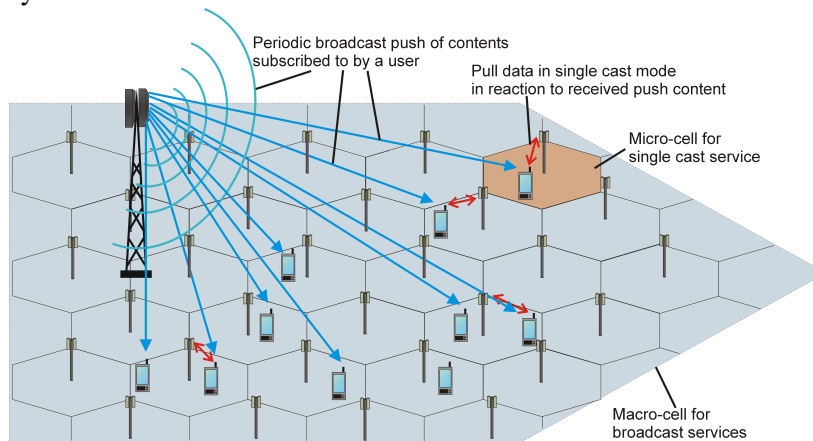 Periodic broadcast push of contents
subscribed to by a user
Pull data in single cast mode
in reaction to received push content
Micro-cell for
single cast service
Macro-cell for
broadcast services